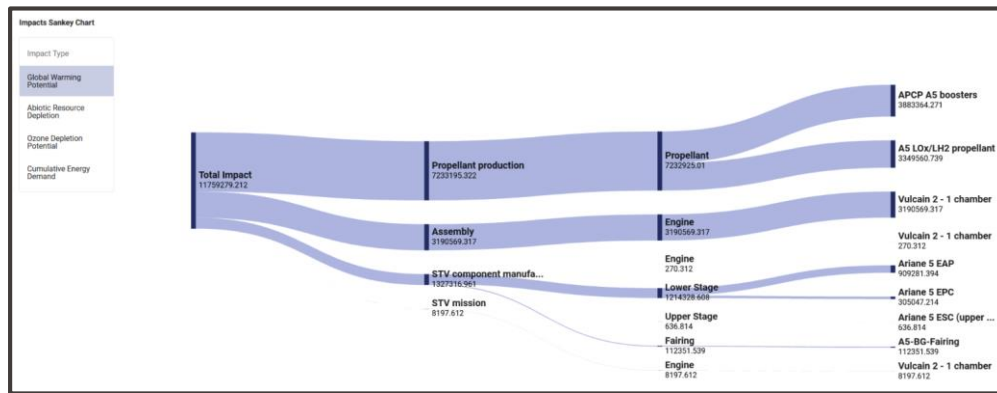 Impacts Sankey Chart
Impact Type
Global Warming
Potential
Abiotic Resource
Depletion
Ozone Depletion
Potential
Cumulative Energy
Demand
Total Impact
11759279.212
Propellant production
7233195.322
Assembly
3190569.317
STV component manufa...
1327316.961
STV mission
8197.612
Propellant
7232925.01
Engine
3190569.317
Engine
270.312
Lower Stage
1214328.608
Upper Stage
636.814
Fairing
112351.539
Engine
8197.612
APCP A5 boosters
3883364.271
A5 LOx/LH2 propellant
3349560.739
Vulcain 2 - 1 chamber
3190569.317
Vulcain 2 - 1 chamber
270.312
Ariane 5 EAP
909281.394
Ariane 5 EPC
305047.214
Ariane 5 ESC (upper ...
636.814
A5-BG-Fairing
112351.539
Vulcain 2 - 1 chamber
8197.612